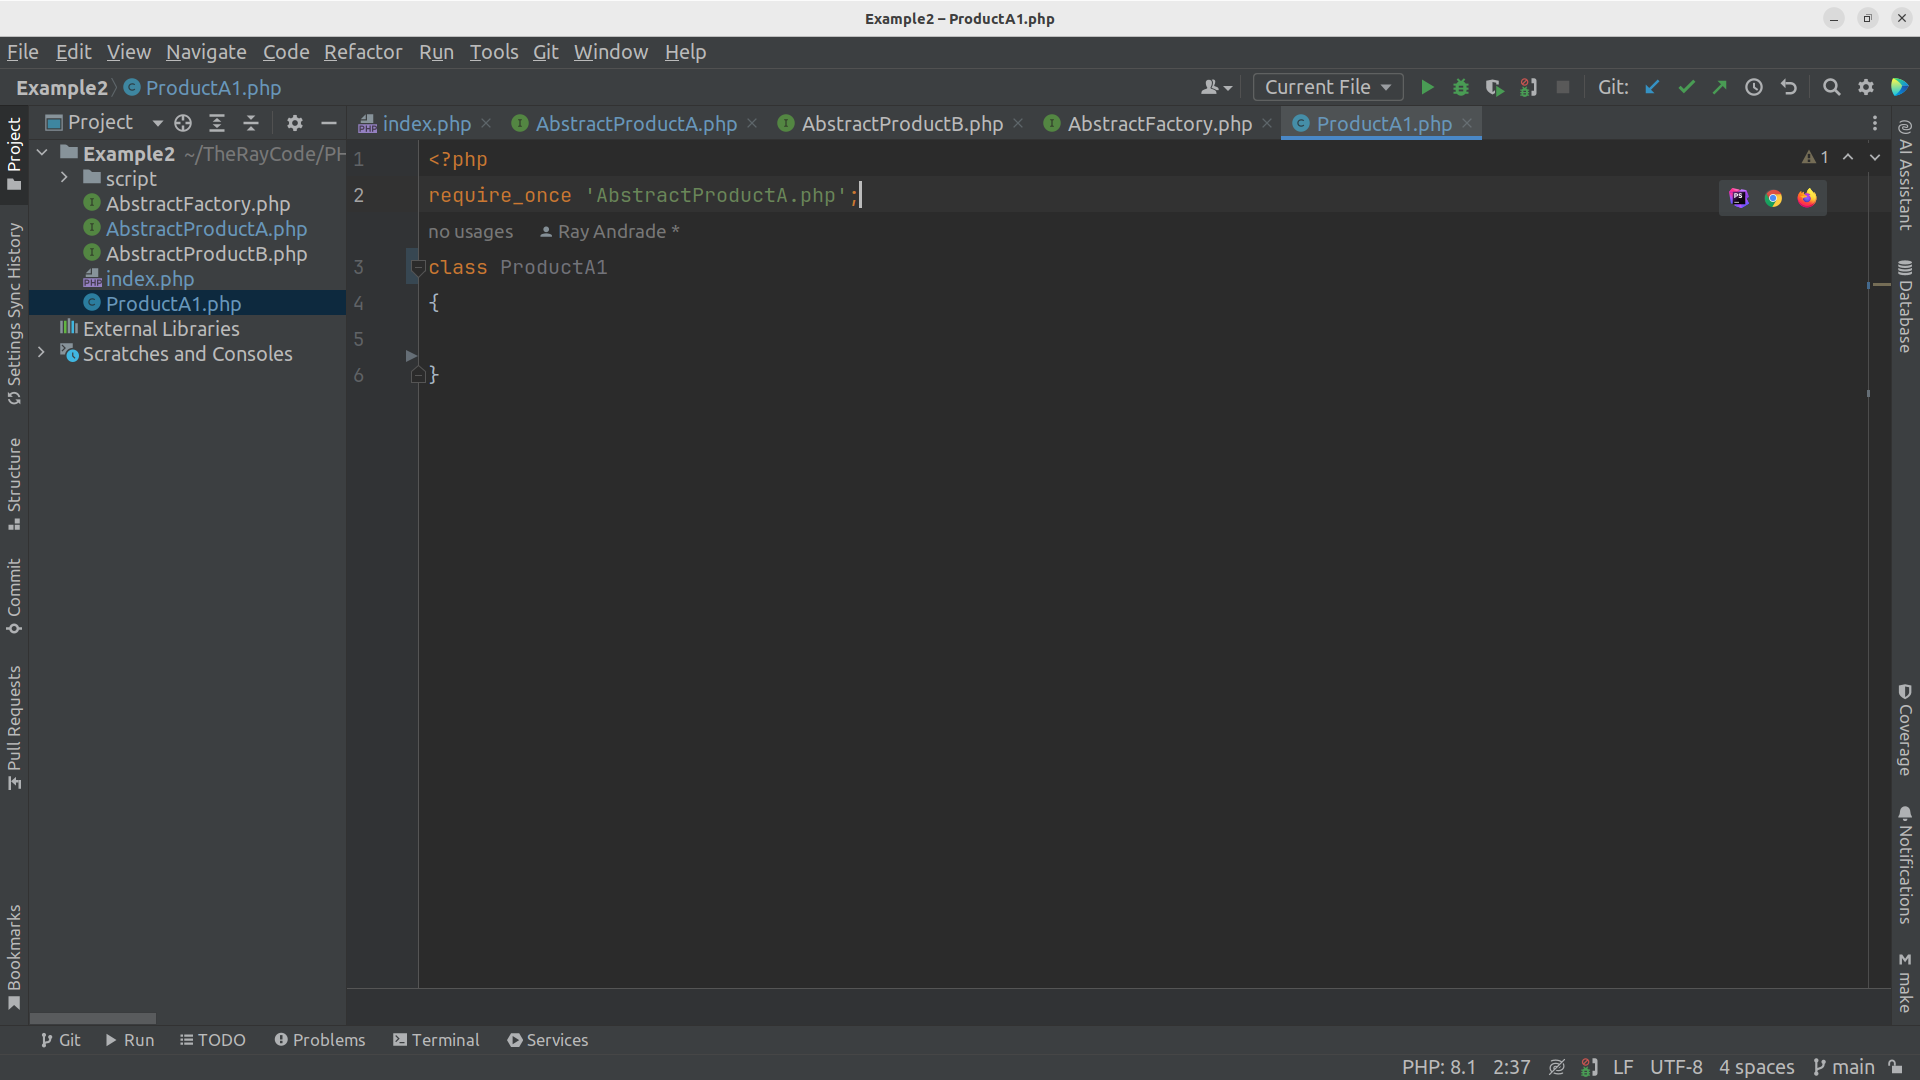 Example2 – ProductA1.php
File Edit View Navigate Code Refactor Run Tools Git Window Help
Example2 ProductA1.php Current File Git:
Project index.php AbstractProductA.php AbstractProductB.php AbstractFactory.php ProductA1.php
Example2 ~/TheRayCode/PH
script
AbstractFactory.php
AbstractProductA.php
AbstractProductB.php
index.php
ProductA1.php
External Libraries
Scratches and Consoles
1 <?php
2 require_once 'AbstractProductA.php';
no usages Ray Andrade *
3 class ProductA1
4 {
5
6 }
1
Project
Settings Sync History
Structure
Commit
Pull Requests
Bookmarks
AI Assistant
Database
Coverage
Notifications
make
Git Run TODO Problems Terminal Services
PHP: 8.1 2:37 LF UTF-8 4 spaces main